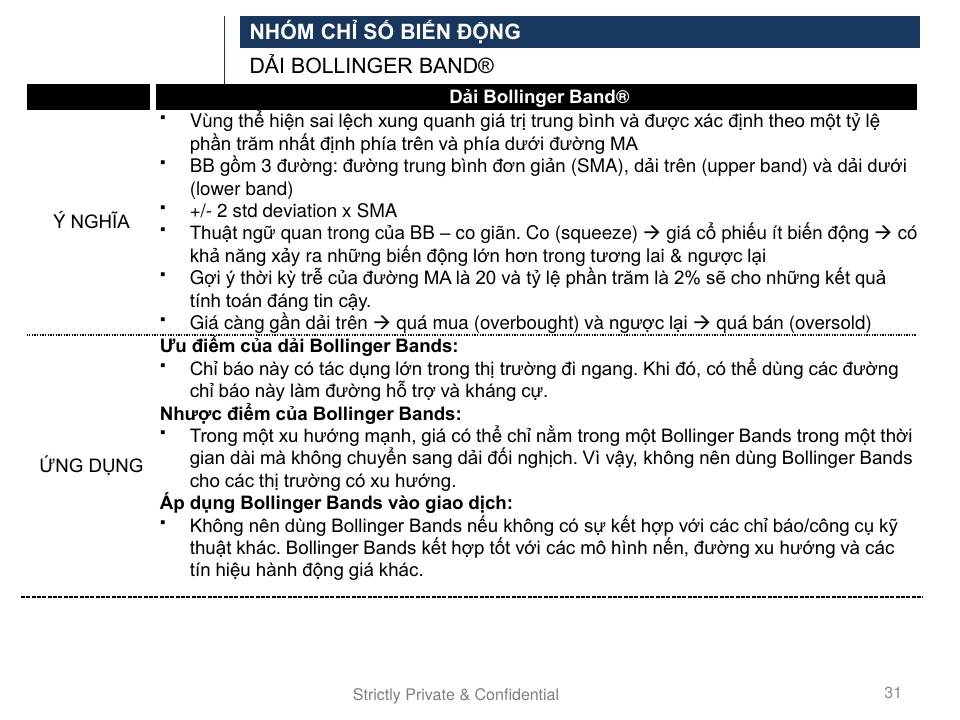 NHÓM CHỈ SỐ BIẾN ĐỘNG
DẢI BOLLINGER BAND®
Dải Bollinger Band®
Ý NGHĨA
▪ Vùng thể hiện sai lệch xung quanh giá trị trung bình và được xác định theo một tỷ lệ
phần trăm nhất định phía trên và phía dưới đường MA
▪ BB gồm 3 đường: đường trung bình đơn giản (SMA), dải trên (upper band) và dải dưới
(lower band)
▪ +/- 2 std deviation x SMA
▪ Thuật ngữ quan trong của BB – co giãn. Co (squeeze) → giá cổ phiếu ít biến động → có
khả năng xảy ra những biến động lớn hơn trong tương lai & ngược lại
▪ Gợi ý thời kỳ trễ của đường MA là 20 và tỷ lệ phần trăm là 2% sẽ cho những kết quả
tính toán đáng tin cậy.
▪ Giá càng gần dải trên → quá mua (overbought) và ngược lại → quá bán (oversold)
ỨNG DỤNG
Ưu điểm của dải Bollinger Bands:
▪ Chỉ báo này có tác dụng lớn trong thị trường đi ngang. Khi đó, có thể dùng các đường
chỉ báo này làm đường hỗ trợ và kháng cự.
Nhược điểm của Bollinger Bands:
▪ Trong một xu hướng mạnh, giá có thể chỉ nằm trong một Bollinger Bands trong một thời
gian dài mà không chuyển sang dải đối nghịch. Vì vậy, không nên dùng Bollinger Bands
cho các thị trường có xu hướng.
Áp dụng Bollinger Bands vào giao dịch:
▪ Không nên dùng Bollinger Bands nếu không có sự kết hợp với các chỉ báo/công cụ kỹ
thuật khác. Bollinger Bands kết hợp tốt với các mô hình nến, đường xu hướng và các
tín hiệu hành động giá khác.
Strictly Private & Confidential
31